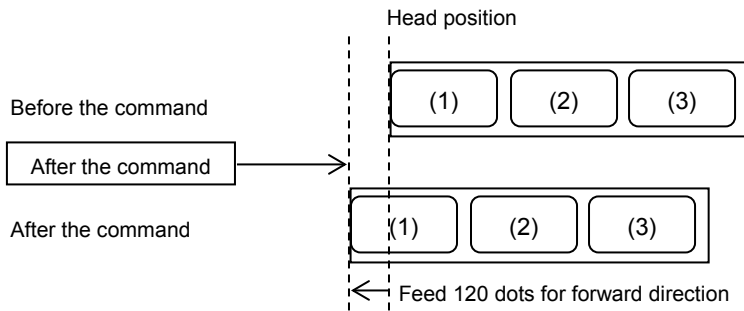 Head position
(1) (2) (3)
Before the command
After the command
(1) (2) (3)
After the command
Feed 120 dots for forward direction